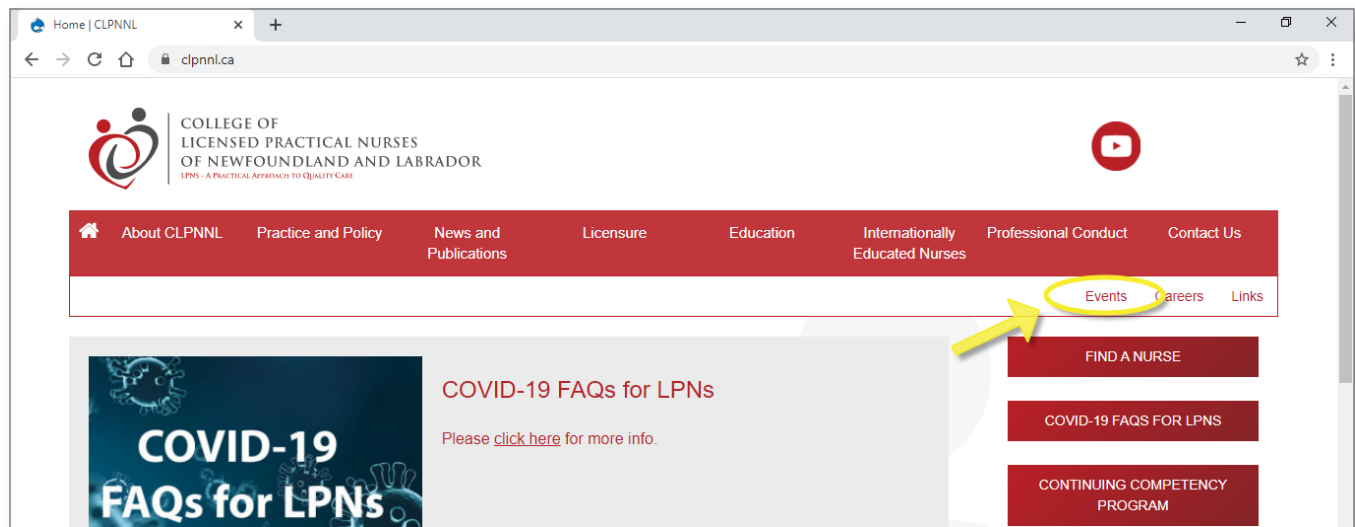 Home | CLPNNL
clpnnl.ca
COLLEGE OF
LICENSED PRACTICAL NURSES
OF NEWFOUNDLAND AND LABRADOR
LPNS - A PRACTICAL APPROACH TO QUALITY CARE
About CLPNNL Practice and Policy News and Publications Licensure Education Internationally Educated Nurses Professional Conduct Contact Us
Events Careers Links
COVID-19
FAQs for LPNs
COVID-19 FAQs for LPNs
Please click here for more info.
FIND A NURSE
COVID-19 FAQS FOR LPNS
CONTINUING COMPETENCY
PROGRAM